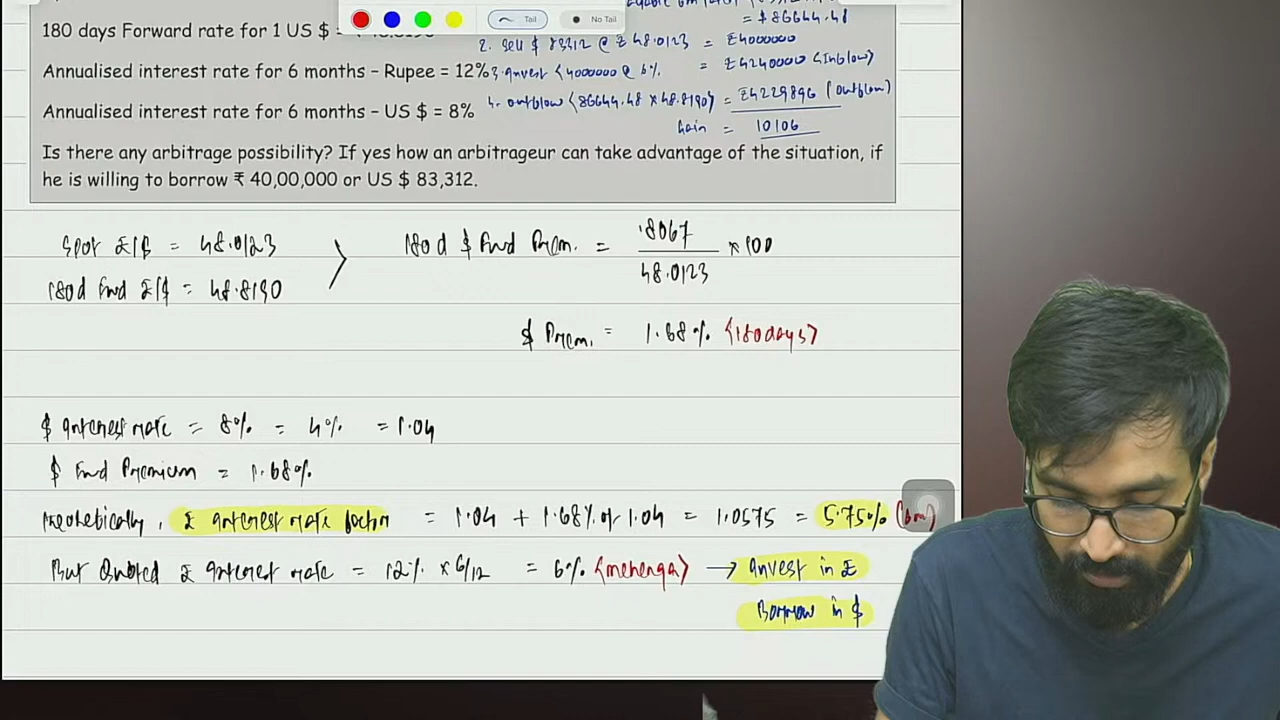 = $ 86644.48
Tail
No Tail
180 days Forward rate for 1 US $ =
2. Sell $ 83312 @ ₹ 48.0123 = ₹4000000
Annualised interest rate for 6 months – Rupee = 12%
3. Invest (4000000 @ 6%. = ₹4240000 (Inflow)
Annualised interest rate for 6 months – US $ = 8%
4. outflow (86644.48 x 48.8190) = ₹4229896 (outflow)
Gain = 10106
Is there any arbitrage possibility? If yes how an arbitrageur can take advantage of the situation, if
he is willing to borrow ₹ 40,00,000 or US $ 83,312.
Spot ₹/$ = 48.0123
180d Fwd ₹/$ = 48.8190
180d $ Fwd Prem. = .8067 / 48.0123 x 100
$ Prem. = 1.68% (180days)
$ Interest rate = 8% = 4% = 1.04
$ Fwd Premium = 1.68%
Theoretically, ₹ interest rate factor = 1.04 + 1.68% of 1.04 = 1.0575 = 5.75% (6m)
But Quoted ₹ Interest rate = 12% x 6/12 = 6% (mehenga) → Invest in ₹
Borrow in $